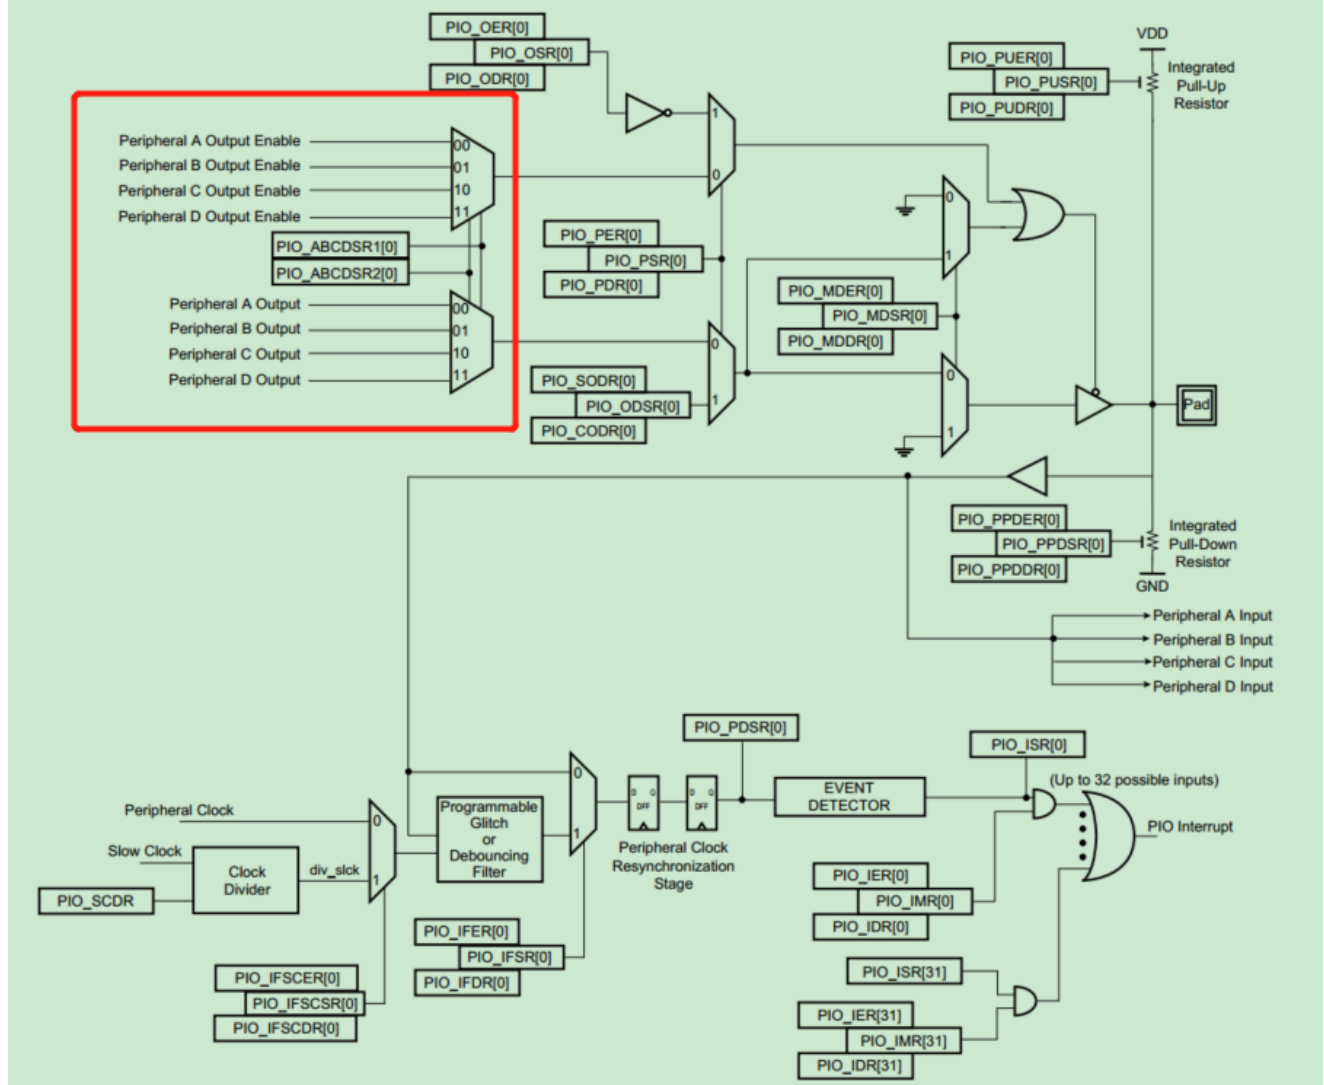 PIO_OER[0]
PIO_OSR[0]
PIO_ODR[0]
VDD
PIO_PUER[0]
PIO_PUSR[0]
PIO_PUDR[0]
Integrated
Pull-Up
Resistor
1
0
Peripheral A Output Enable
Peripheral B Output Enable
Peripheral C Output Enable
Peripheral D Output Enable
00
01
10
11
PIO_ABCDSR1[0]
PIO_ABCDSR2[0]
Peripheral A Output
Peripheral B Output
Peripheral C Output
Peripheral D Output
00
01
10
11
PIO_PER[0]
PIO_PSR[0]
PIO_PDR[0]
0
1
PIO_MDER[0]
PIO_MDSR[0]
PIO_MDDR[0]
0
1
PIO_SODR[0]
PIO_ODSR[0]
PIO_CODR[0]
0
1
Pad
PIO_PPDER[0]
PIO_PPDSR[0]
PIO_PPDDR[0]
Integrated
Pull-Down
Resistor
GND
Peripheral A Input
Peripheral B Input
Peripheral C Input
Peripheral D Input
PIO_PDSR[0]
PIO_ISR[0]
(Up to 32 possible inputs)
Peripheral Clock
Slow Clock
Clock
Divider
div_slck
PIO_SCDR
0
1
Programmable
Glitch
or
Debouncing
Filter
0
1
D Q
DFF
D Q
DFF
Peripheral Clock
Resynchronization
Stage
EVENT
DETECTOR
PIO Interrupt
PIO_IER[0]
PIO_IMR[0]
PIO_IDR[0]
PIO_IFER[0]
PIO_IFSR[0]
PIO_IFDR[0]
PIO_IFSCER[0]
PIO_IFSCSR[0]
PIO_IFSCDR[0]
PIO_ISR[31]
PIO_IER[31]
PIO_IMR[31]
PIO_IDR[31]